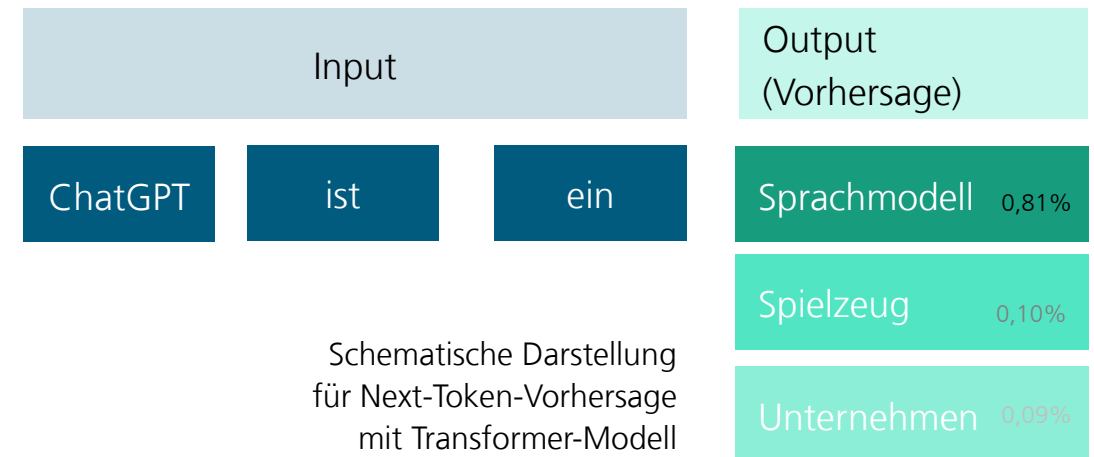 Input
Output
(Vorhersage)
ChatGPT
ist
ein
Sprachmodell 0,81%
Spielzeug 0,10%
Unternehmen 0,09%
Schematische Darstellung
für Next-Token-Vorhersage
mit Transformer-Modell